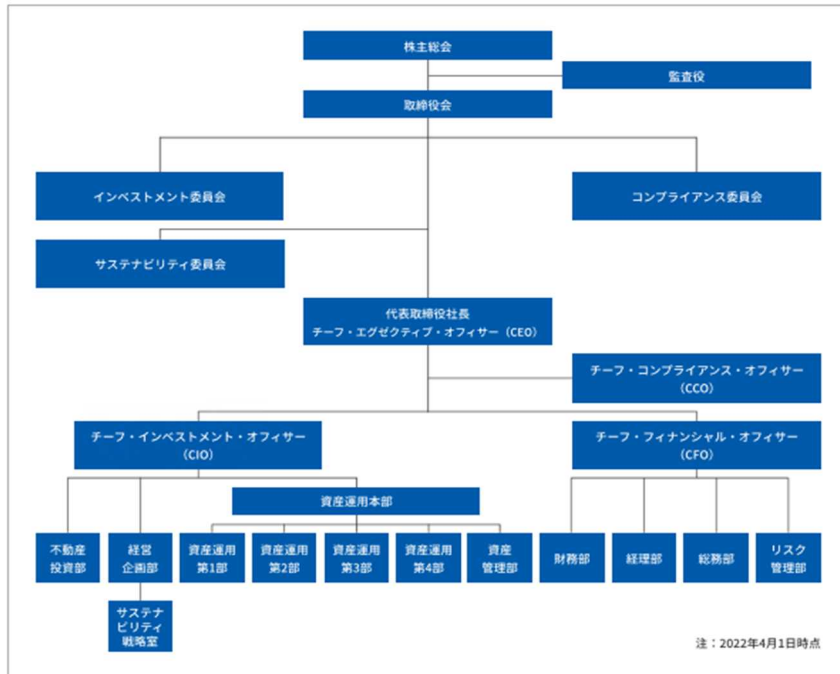 株主総会
監査役
取締役会
インベストメント委員会
コンプライアンス委員会
サステナビリティ委員会
代表取締役社長
チーフ・エグゼクティブ・オフィサー（CEO）
チーフ・コンプライアンス・オフィサー
（CCO）
チーフ・インベストメント・オフィサー
（CIO）
チーフ・フィナンシャル・オフィサー
（CFO）
資産運用本部
不動産
投資部
経営
企画部
資産運用
第1部
資産運用
第2部
資産運用
第3部
資産運用
第4部
資産
管理部
財務部
経理部
総務部
リスク
管理部
サステナ
ビリティ
戦略室
注：2022年4月1日時点